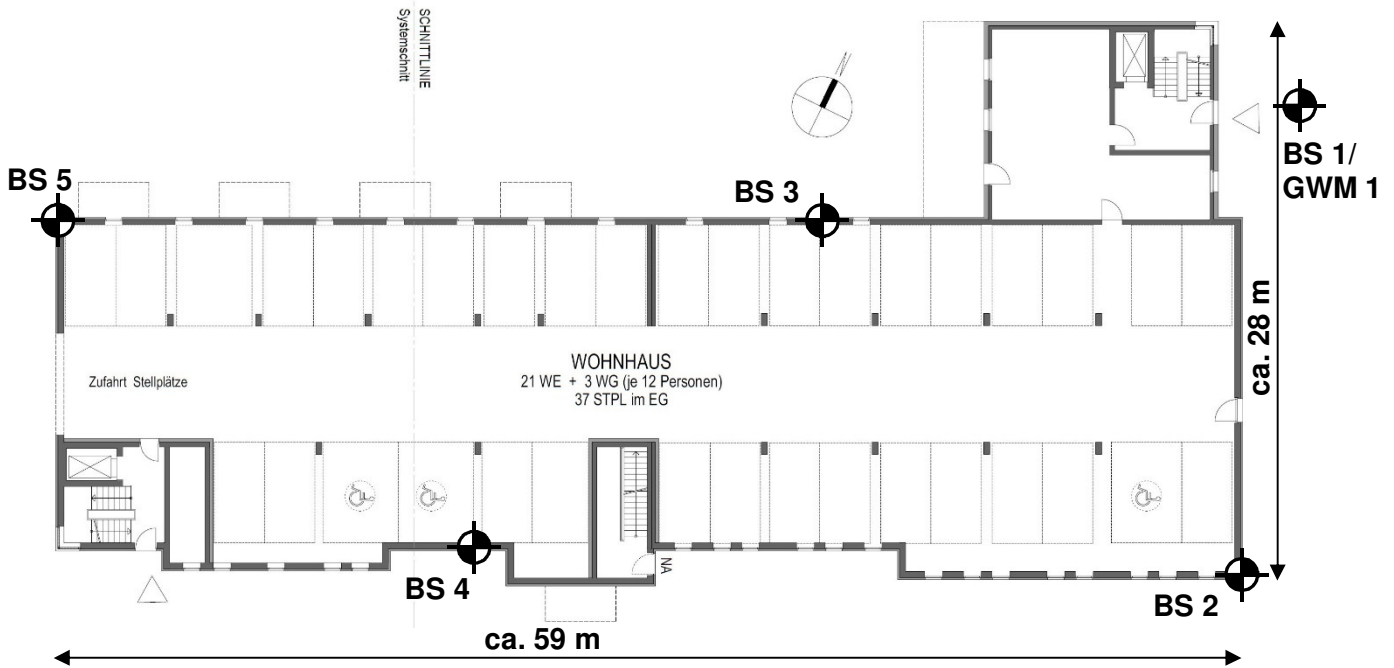 SCHNITTLINIE
Systemschnitt
N
BS 5
BS 3
BS 1/
GWM 1
ca. 28 m
WOHNHAUS
21 WE + 3 WG (je 12 Personen)
37 STPL im EG
Zufahrt Stellplätze
NA
BS 4
BS 2
ca. 59 m